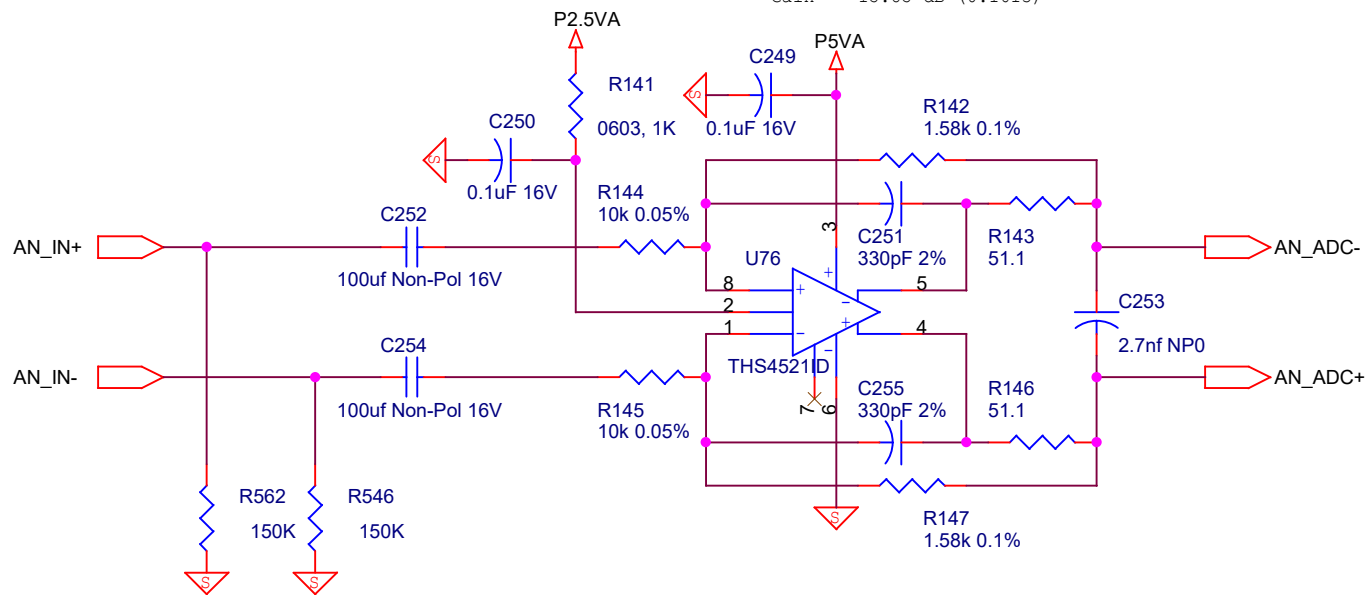 P2.5VA
P5VA
C249
R141
R142
1.58k 0.1%
C250
0603, 1K
0.1uF 16V
S
S
0.1uF 16V
R144
10k 0.05%
C252
3
C251
330pF 2%
R143
51.1
AN_IN+
AN_ADC-
100uf Non-Pol 16V
U76
8
5
C253
2
1
4
2.7nf NP0
C254
THS4521ID
AN_IN-
AN_ADC+
C255
330pF 2%
R146
51.1
100uf Non-Pol 16V
R145
10k 0.05%
7
6
R562
150K
R546
150K
S
R147
1.58k 0.1%
S
S